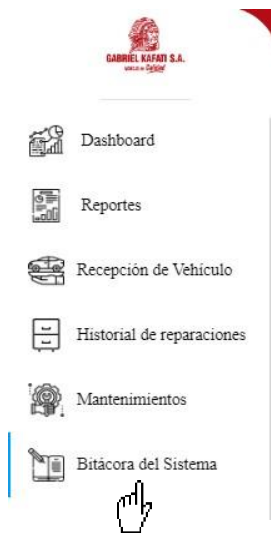 GABRIEL KAFATI S.A.
Dashboard
Reportes
Recepción de Vehículo
Historial de reparaciones
Mantenimientos
Bitácora del Sistema